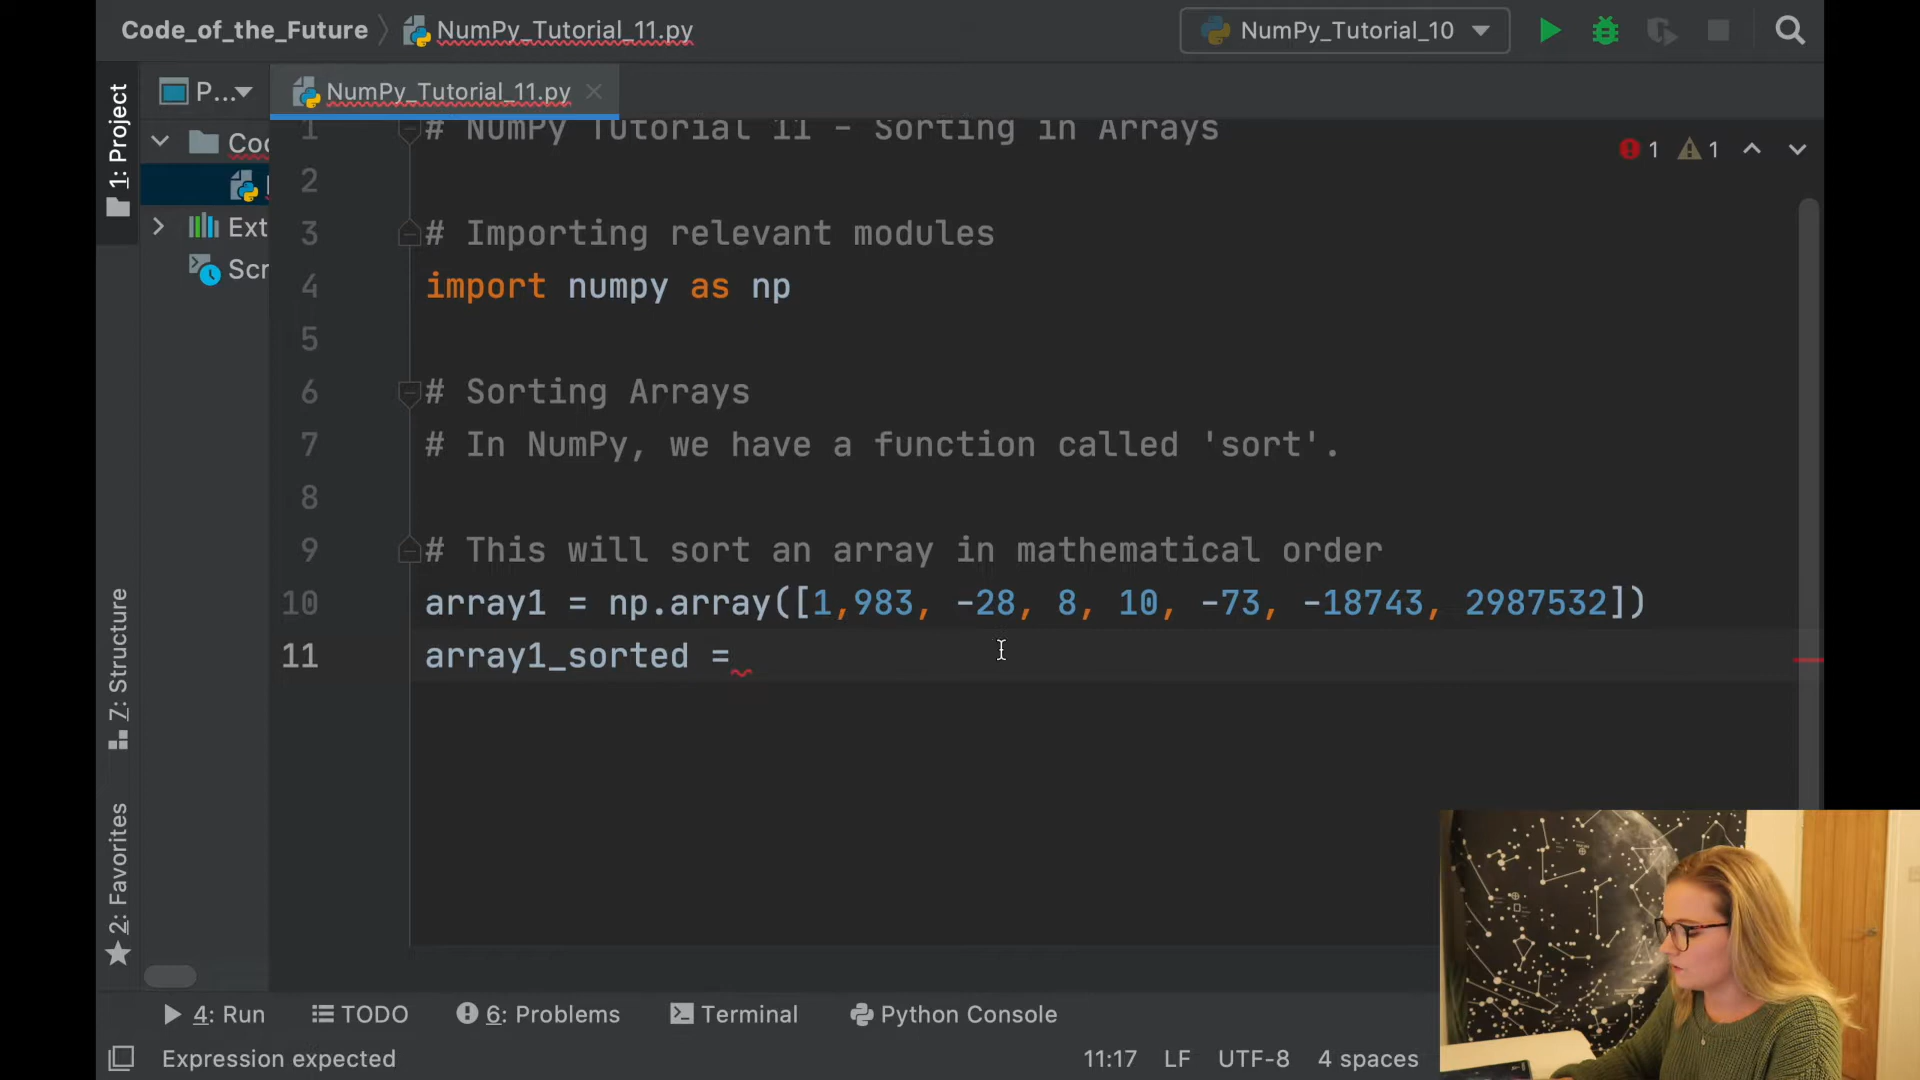 Code_of_the_Future
NumPy_Tutorial_11.py
NumPy_Tutorial_10
P...
NumPy_Tutorial_11.py
1: Project
1 # NumPy Tutorial 11 - Sorting in Arrays
1
1
2
3 # Importing relevant modules
4 import numpy as np
5
6 # Sorting Arrays
7 # In NumPy, we have a function called 'sort'.
8
9 # This will sort an array in mathematical order
10 array1 = np.array([1,983, -28, 8, 10, -73, -18743, 2987532])
11 array1_sorted =
Ext
Scr
7: Structure
2: Favorites
4: Run
TODO
6: Problems
Terminal
Python Console
Expression expected
11:17
LF
UTF-8
4 spaces